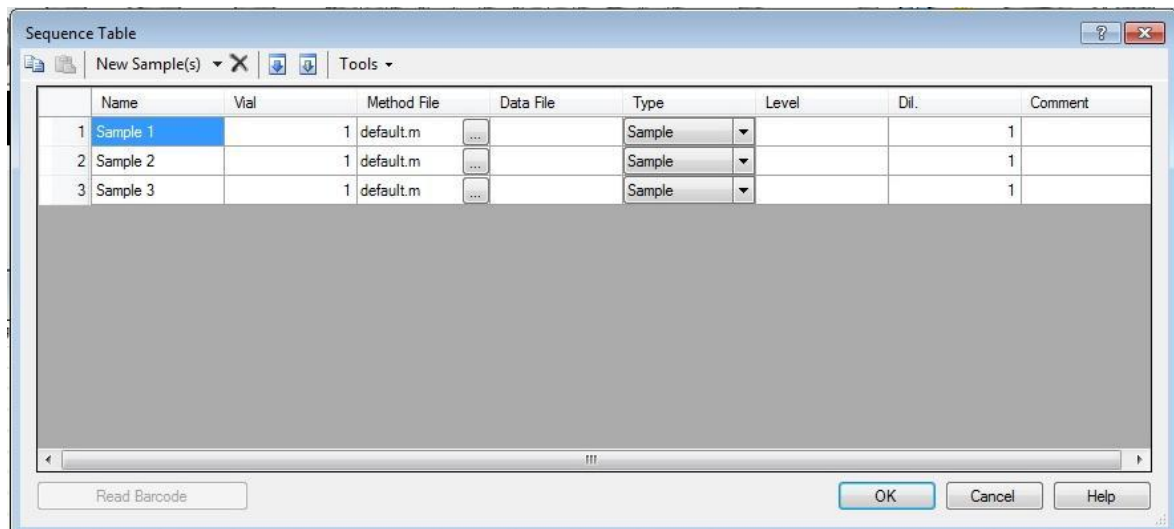 Sequence Table
New Sample(s) Tools
Name Vial Method File Data File Type Level Dil. Comment
1 Sample 1 1 default.m ... Sample 1
2 Sample 2 1 default.m ... Sample 1
3 Sample 3 1 default.m ... Sample 1
Read Barcode OK Cancel Help